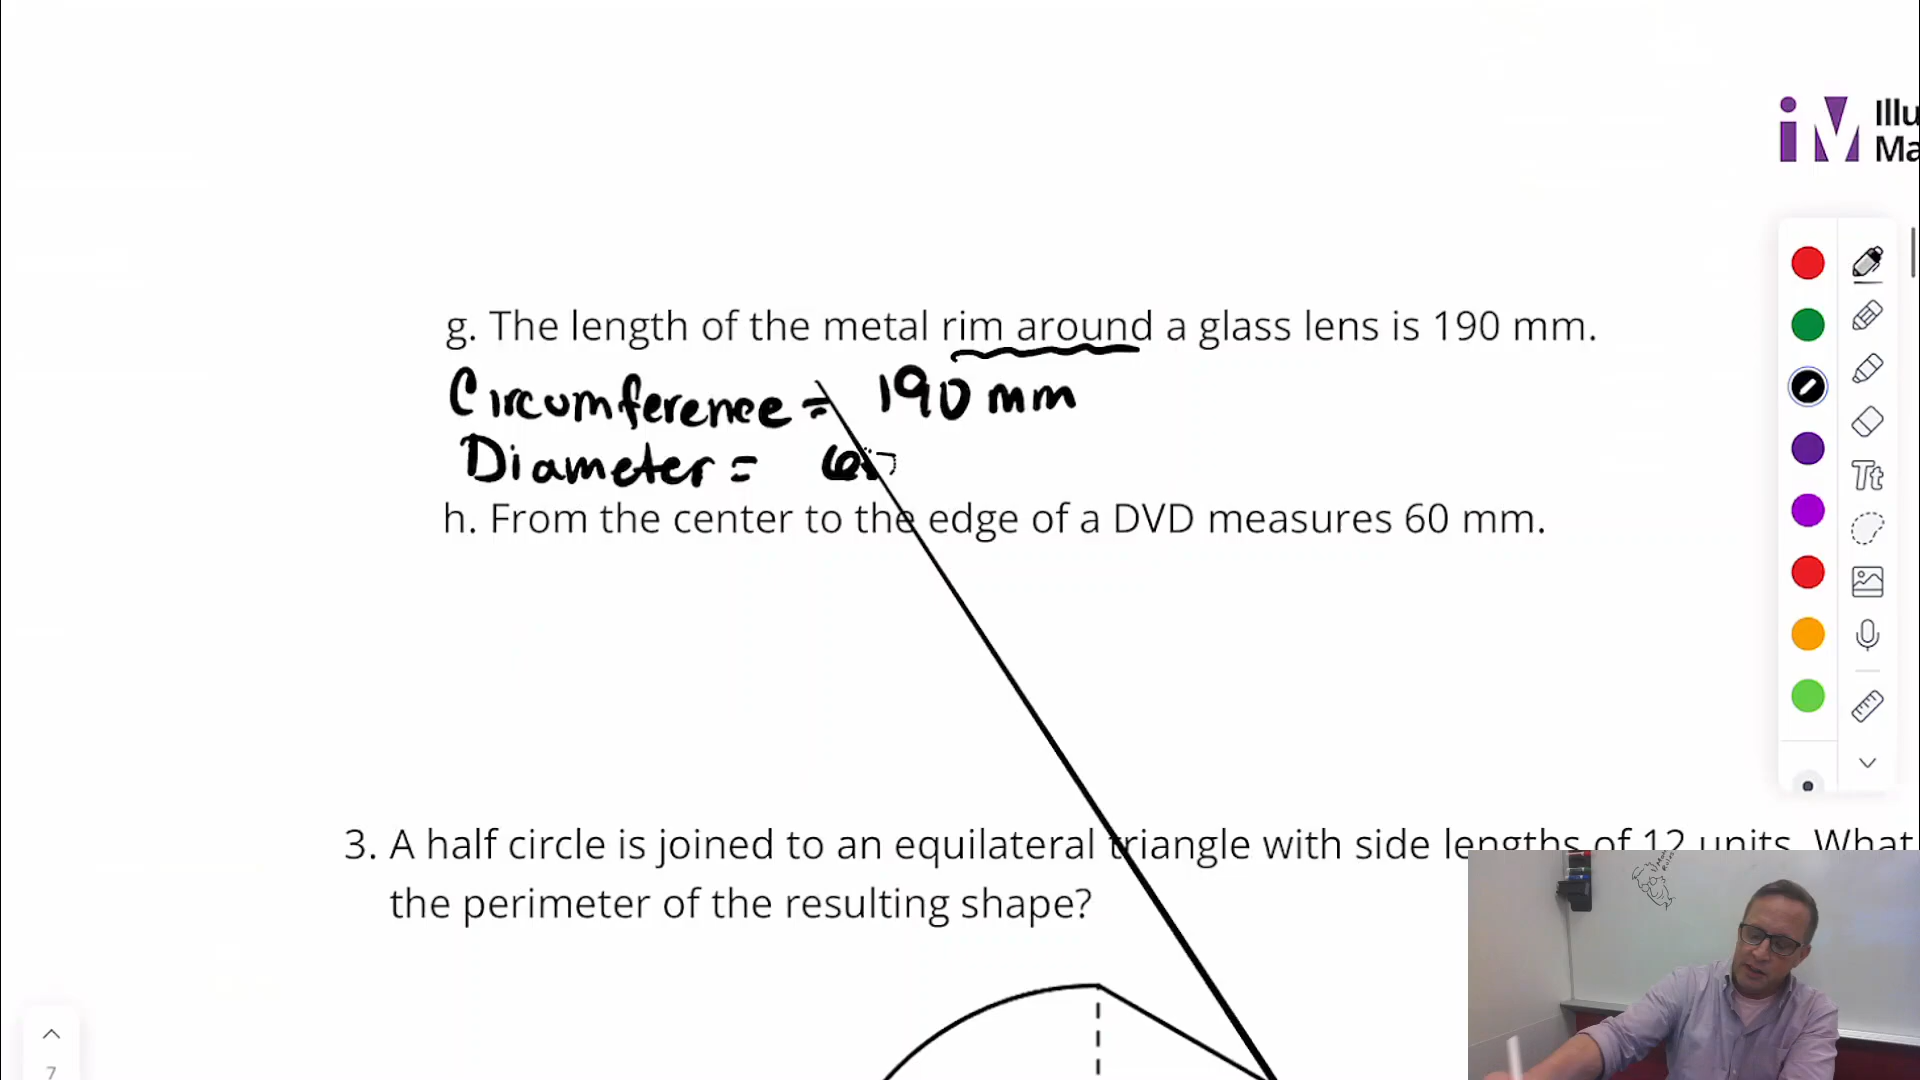 Illu
Ma
g. The length of the metal rim around a glass lens is 190 mm.
Circumference = 190 mm
Diameter =
h. From the center to the edge of a DVD measures 60 mm.
3. A half circle is joined to an equilateral triangle with side lengths of 12 units. What
the perimeter of the resulting shape?
Tt
7